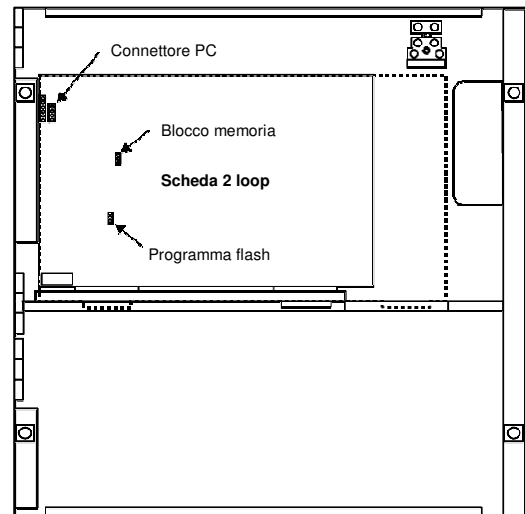 Connettore PC
Blocco memoria
Scheda 2 loop
Programma flash